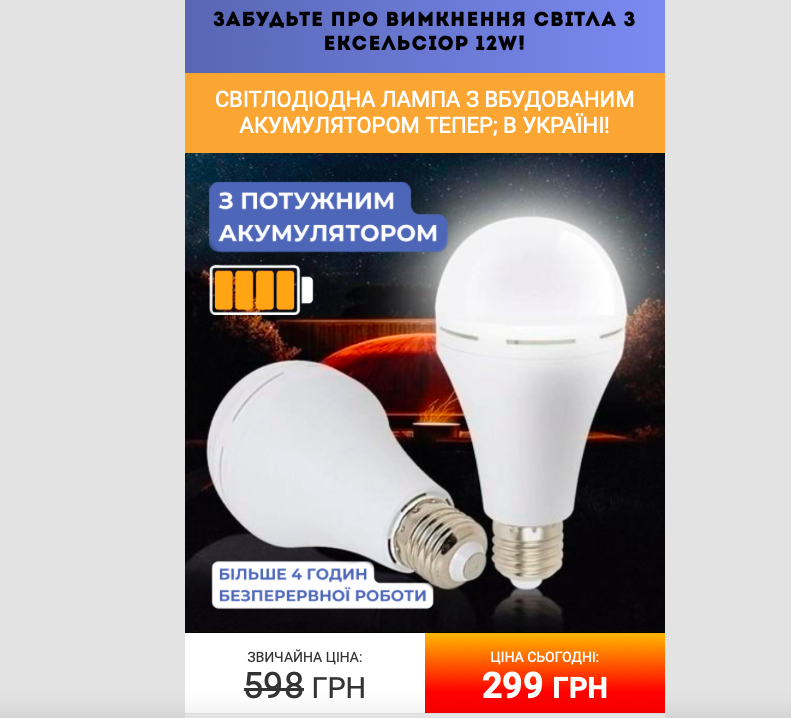 ЗАБУДЬТЕ ПРО ВИМКНЕННЯ СВІТЛА З
ЕКСЕЛЬСІОР 12W!
СВІТЛОДІОДНА ЛАМПА З ВБУДОВАНИМ
АКУМУЛЯТОРОМ ТЕПЕР; В УКРАЇНІ!
З ПОТУЖНИМ
АКУМУЛЯТОРОМ
БІЛЬШЕ 4 ГОДИН
БЕЗПЕРЕРВНОЇ РОБОТИ
ЗВИЧАЙНА ЦІНА:
598 ГРН
ЦІНА СЬОГОДНІ:
299 ГРН